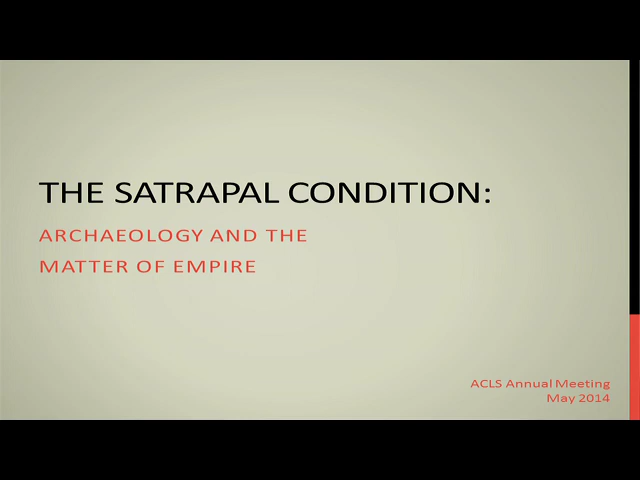 THE SATRAPAL CONDITION:
ARCHAEOLOGY AND THE
MATTER OF EMPIRE
ACLS Annual Meeting
May 2014